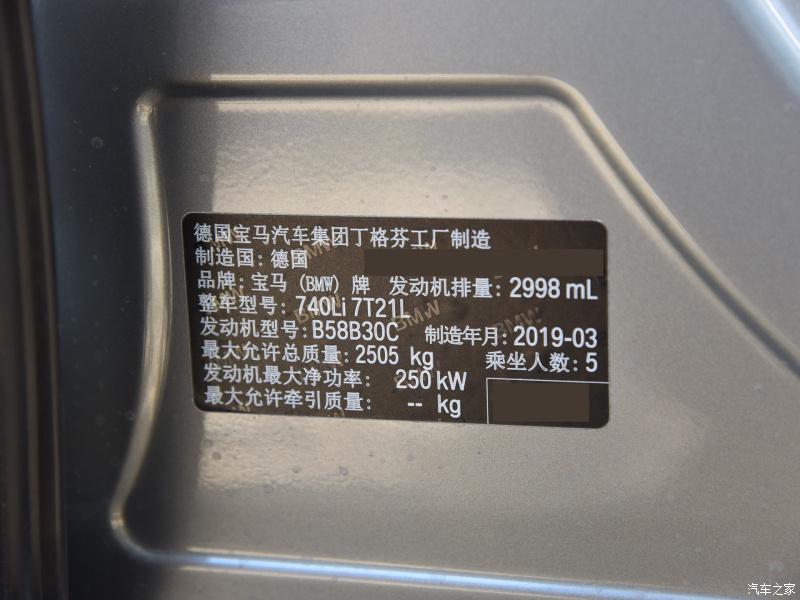 德国宝马汽车集团丁格芬工厂制造
制造国：德国
品牌：宝马（BMW）牌 发动机排量：2998 mL
整车型号：740Li 7T21L
发动机型号：B58B30C 制造年月：2019-03
最大允许总质量：2505 kg 乘坐人数：5
发动机最大净功率： 250 kW
最大允许牵引质量： -- kg
汽车之家